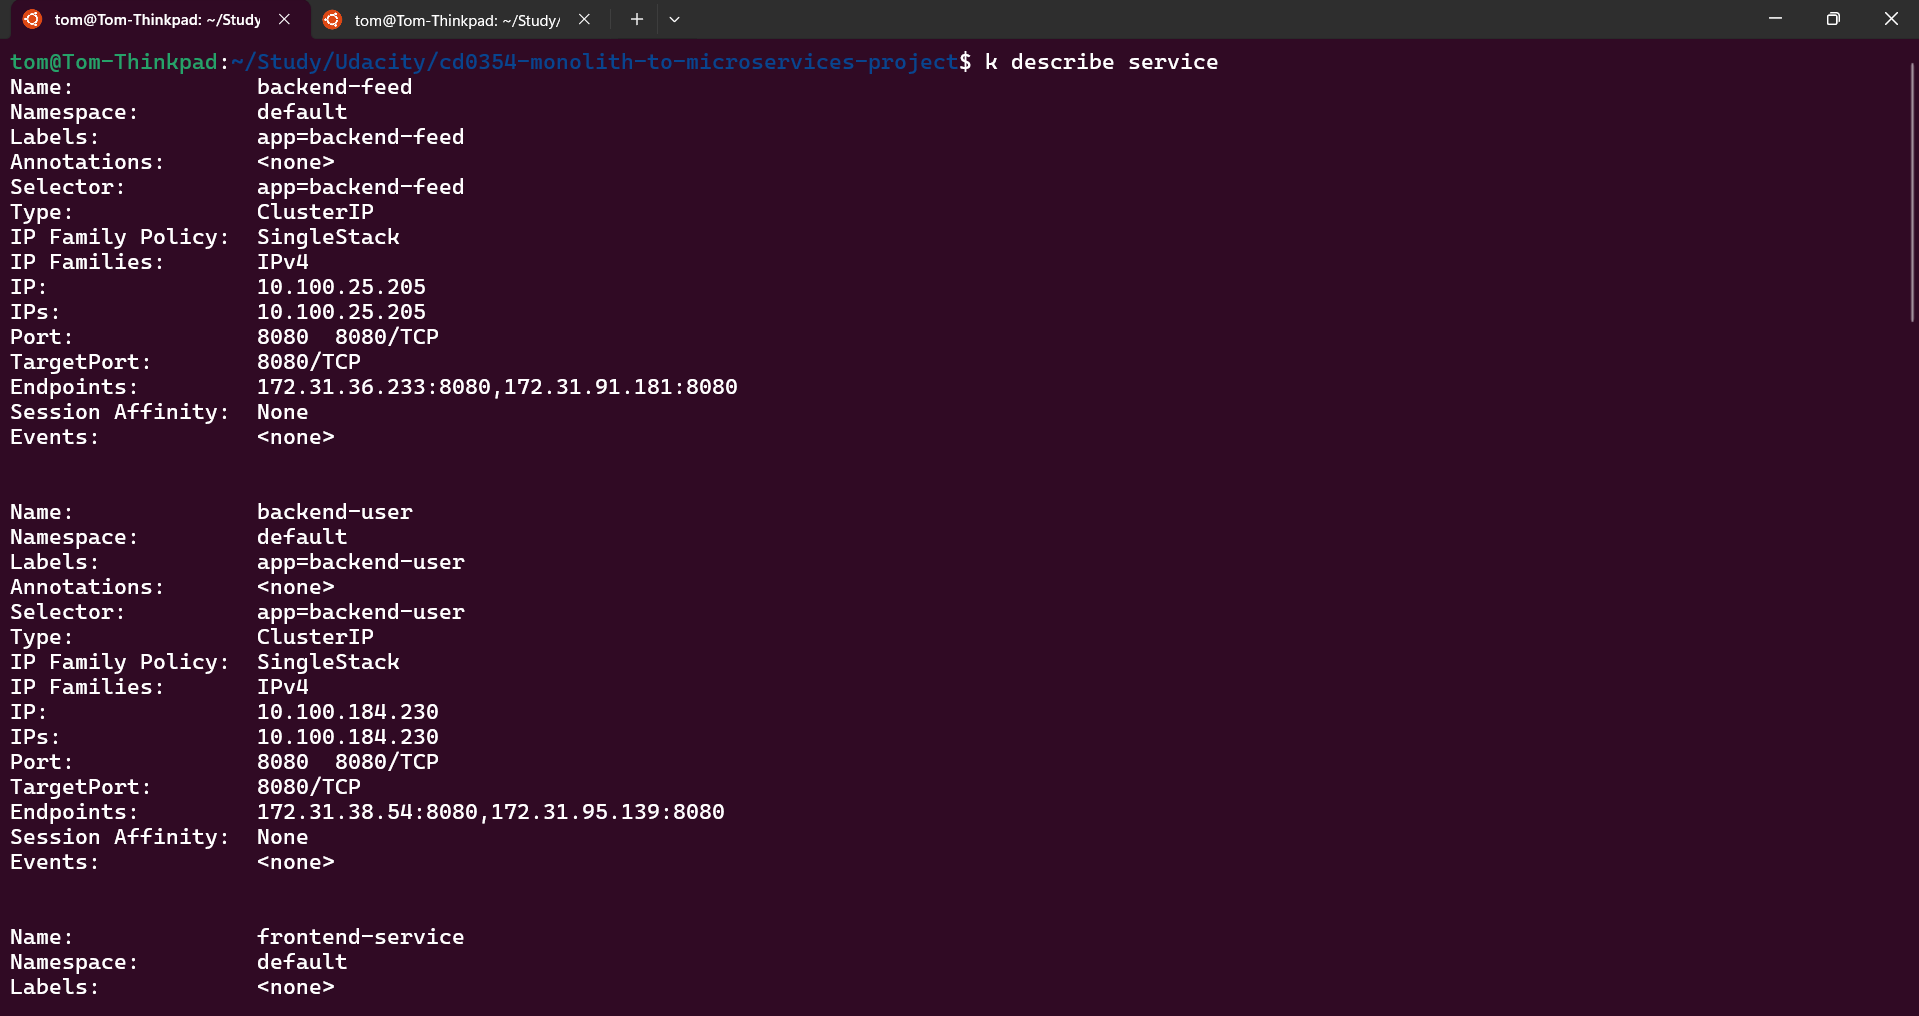 tom@Tom-Thinkpad: ~/Study
tom@Tom-Thinkpad: ~/Study/
tom@Tom-Thinkpad:~/Study/Udacity/cd0354-monolith-to-microservices-project$ k describe service
Name:              backend-feed
Namespace:         default
Labels:            app=backend-feed
Annotations:       <none>
Selector:          app=backend-feed
Type:              ClusterIP
IP Family Policy:  SingleStack
IP Families:       IPv4
IP:                10.100.25.205
IPs:               10.100.25.205
Port:              8080  8080/TCP
TargetPort:        8080/TCP
Endpoints:         172.31.36.233:8080,172.31.91.181:8080
Session Affinity:  None
Events:            <none>
Name:              backend-user
Namespace:         default
Labels:            app=backend-user
Annotations:       <none>
Selector:          app=backend-user
Type:              ClusterIP
IP Family Policy:  SingleStack
IP Families:       IPv4
IP:                10.100.184.230
IPs:               10.100.184.230
Port:              8080  8080/TCP
TargetPort:        8080/TCP
Endpoints:         172.31.38.54:8080,172.31.95.139:8080
Session Affinity:  None
Events:            <none>
Name:              frontend-service
Namespace:         default
Labels:            <none>